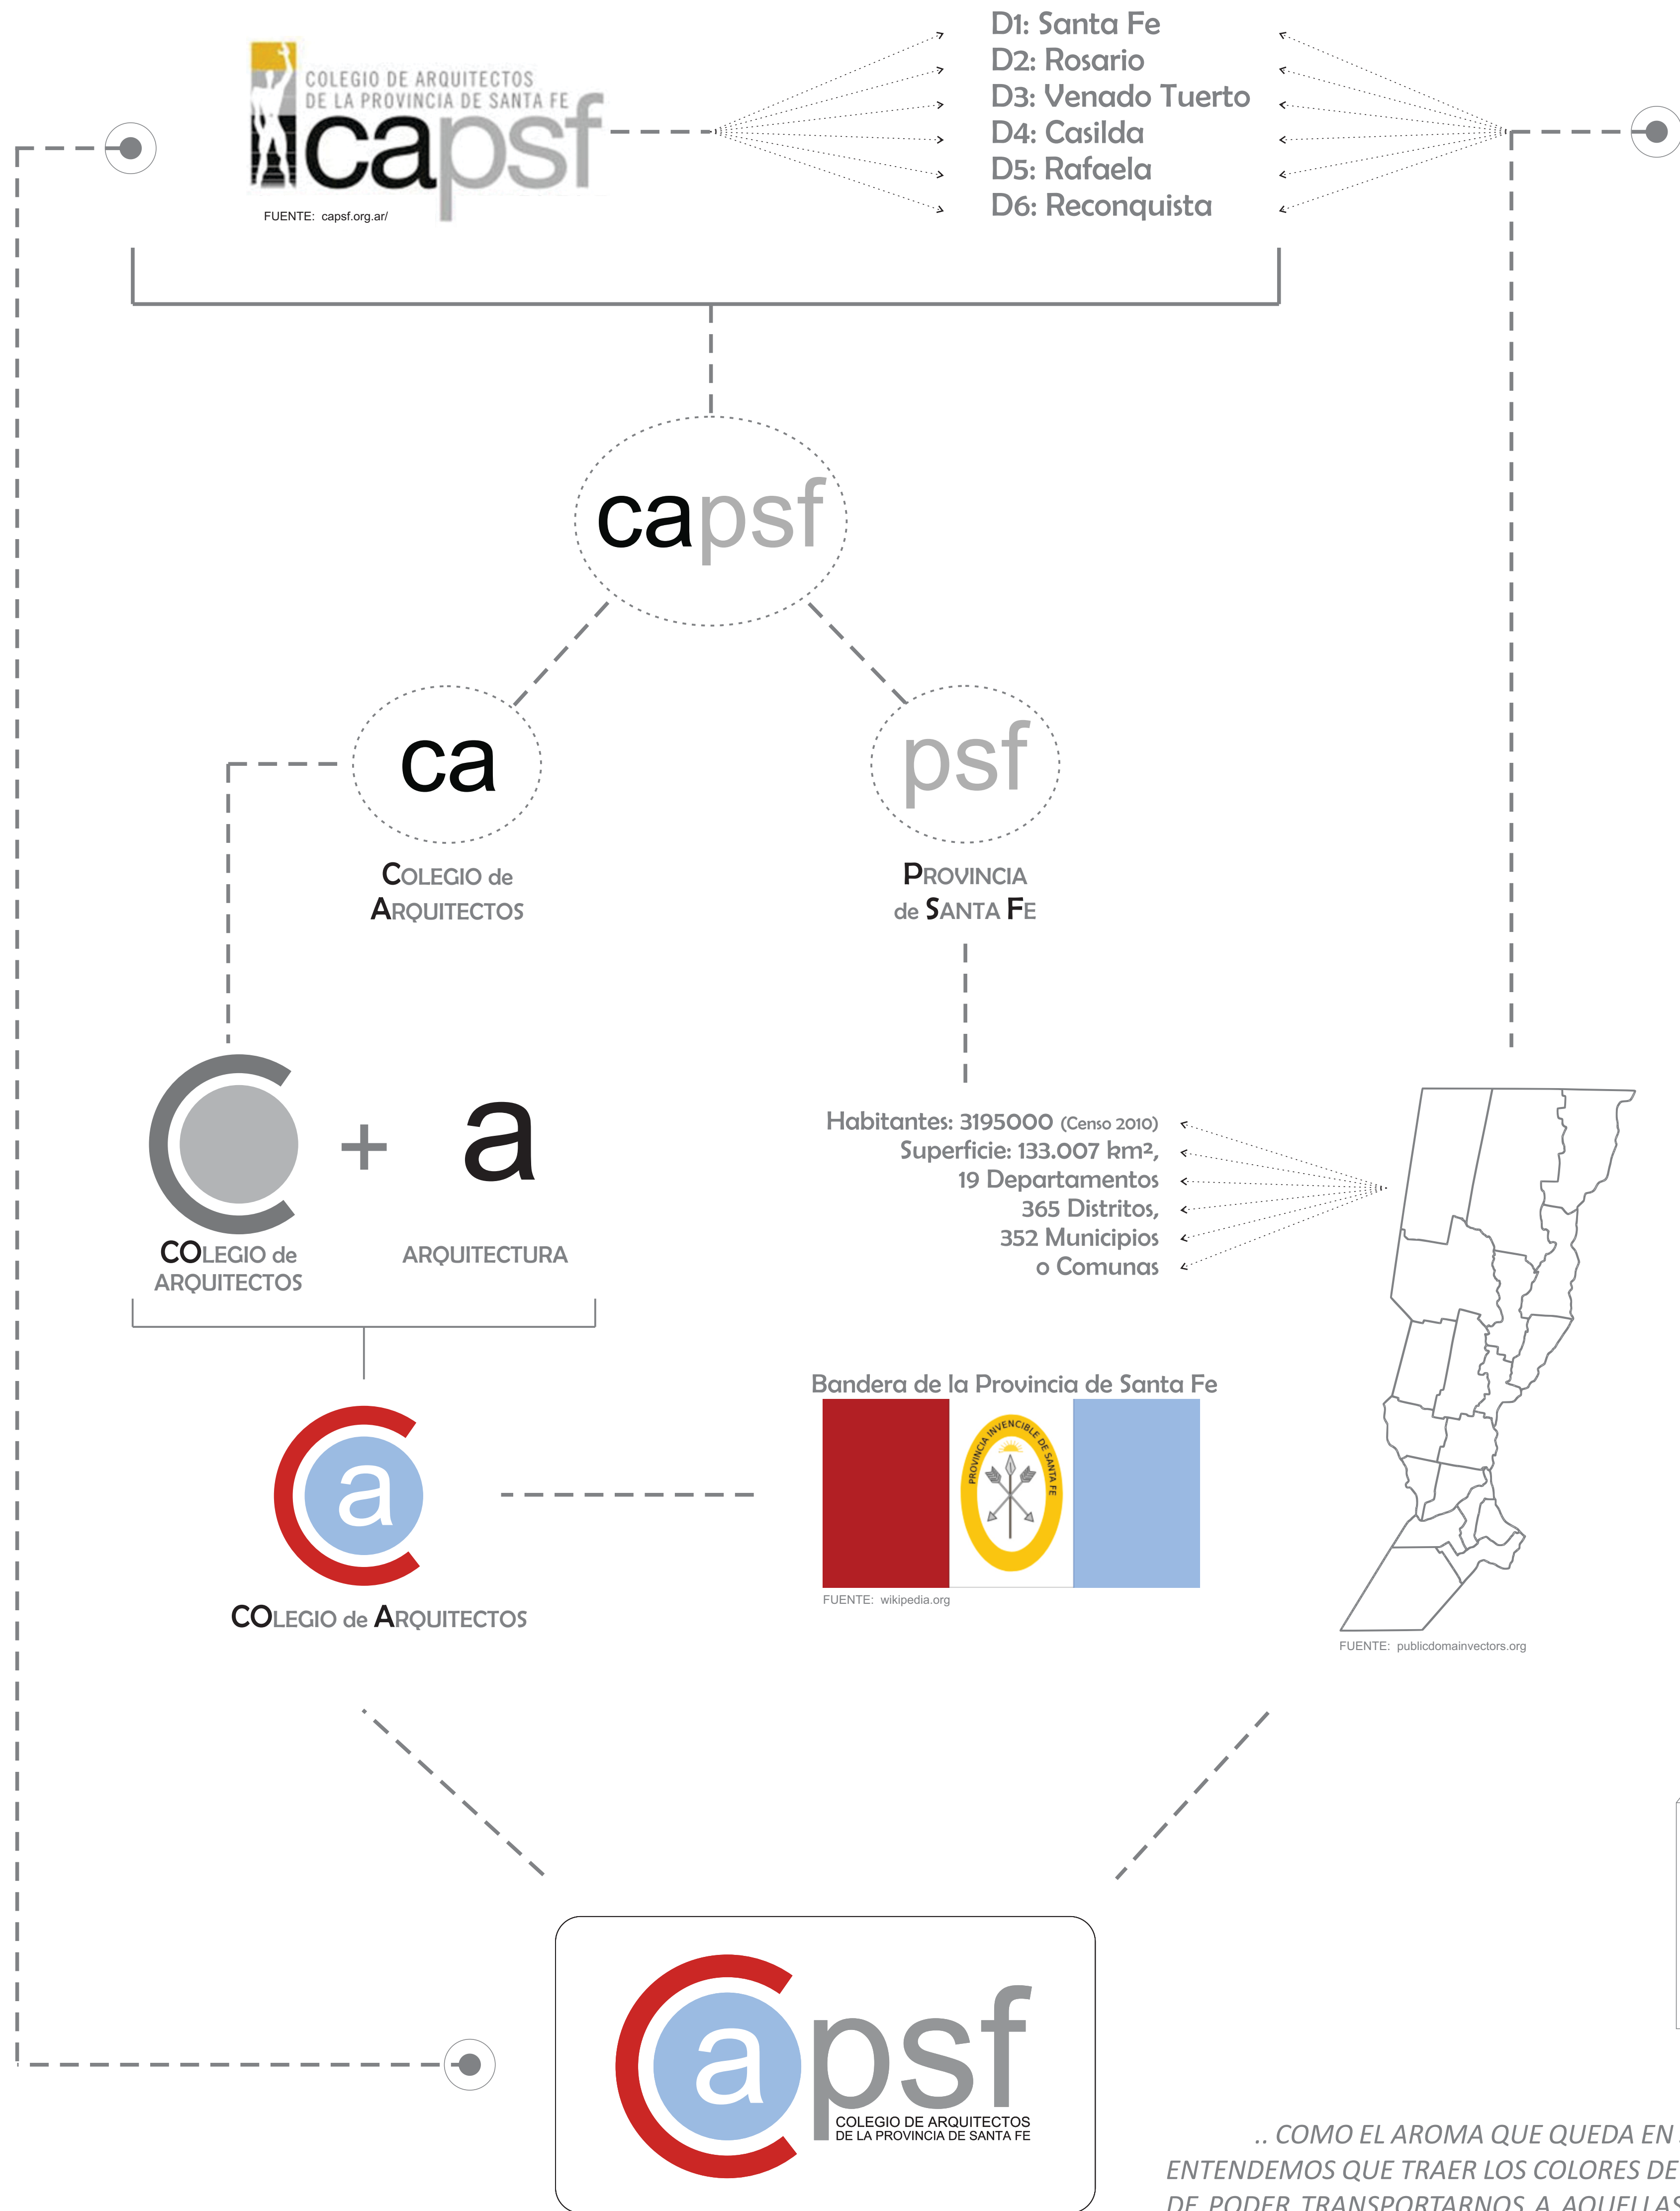 COLEGIO DE ARQUITECTOS
DE LA PROVINCIA DE SANTA FE
capsf
FUENTE: capsf.org.ar/
D1: Santa Fe
D2: Rosario
D3: Venado Tuerto
D4: Casilda
D5: Rafaela
D6: Reconquista
capsf
ca
psf
COLEGIO de
ARQUITECTOS
PROVINCIA
de SANTA FE
+
a
COLEGIO de
ARQUITECTOS
ARQUITECTURA
Habitantes: 3195000 (Censo 2010)
Superficie: 133.007 km²,
19 Departamentos
365 Distritos,
352 Municipios
o Comunas
a
COLEGIO de ARQUITECTOS
Bandera de la Provincia de Santa Fe
PROVINCIA INVENCIBLE DE SANTA FE
FUENTE: wikipedia.org
FUENTE: publicdomainvectors.org
Capsf
COLEGIO DE ARQUITECTOS
DE LA PROVINCIA DE SANTA FE
.. COMO EL AROMA QUE QUEDA EN
ENTENDEMOS QUE TRAER LOS COLORES DE
DE PODER TRANSPORTARNOS A AQUELLAS